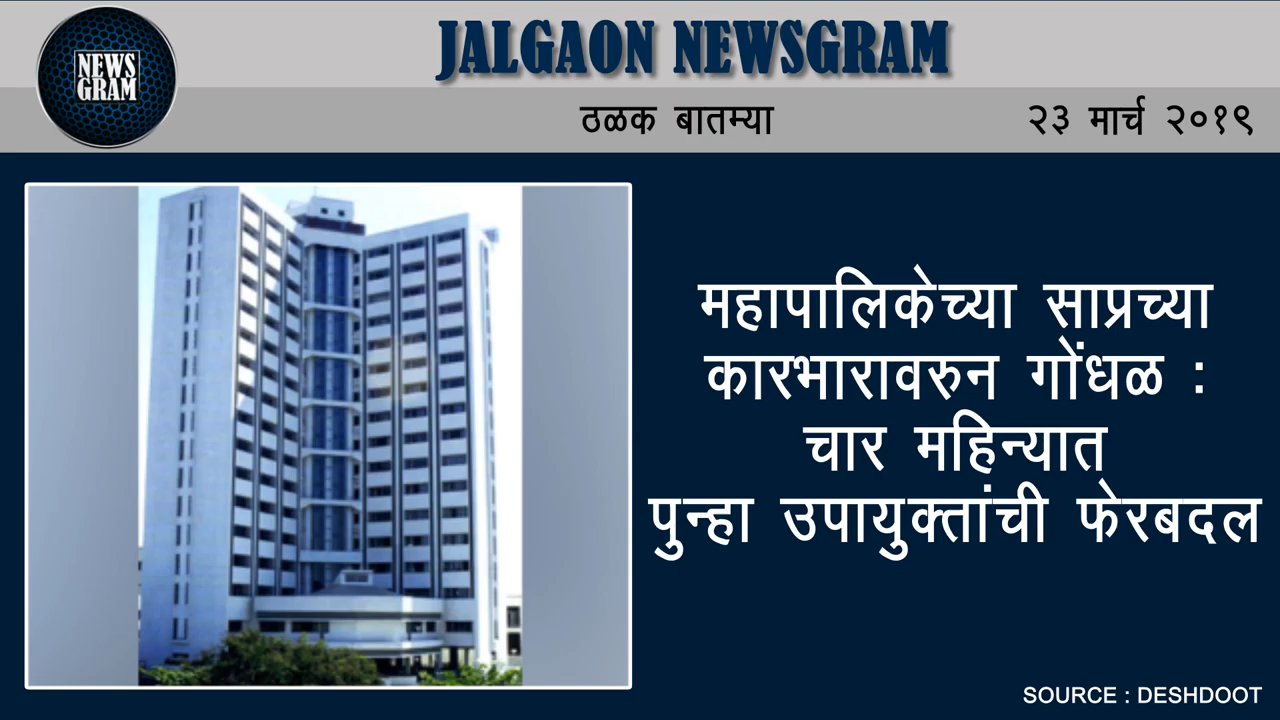 NEWS
GRAM
JALGAON NEWSGRAM
ठळक बातम्या
२३ मार्च २०१९
महापालिकेच्या साप्रच्या
कारभारावरुन गोंधळ :
चार महिन्यात
पुन्हा उपायुक्तांची फेरबदल
SOURCE : DESHDOOT